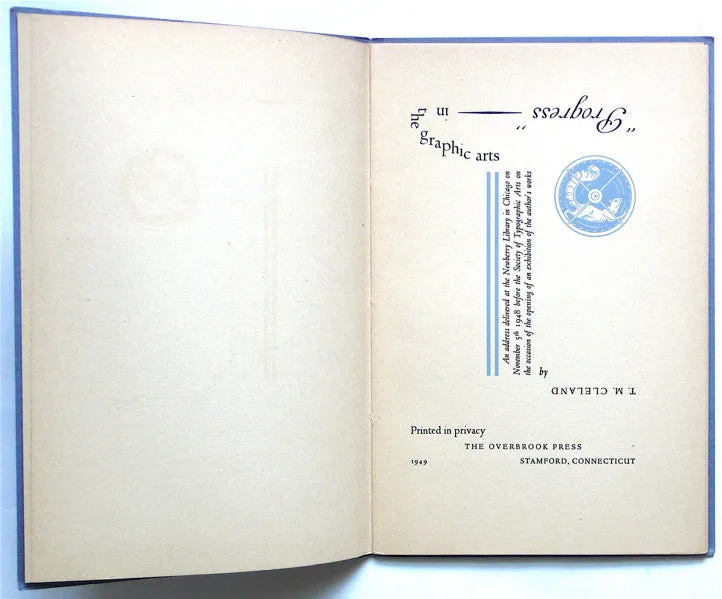 "Progress"
in
the graphic arts
An address delivered at the Newberry Library in Chicago on
November 5th 1948 before the Society of Typographic Arts on
the occasion of the opening of an exhibition of the author's works
by
T. M. CLELAND
Printed in privacy
THE OVERBROOK PRESS
1949 STAMFORD, CONNECTICUT